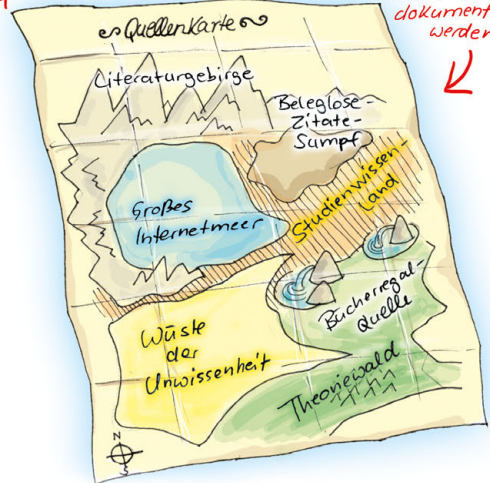 Quellenkarte
dokument
werden
Literaturgebirge
Beleglose-
Zitate-
Sumpf
Großes
Internetmeer
Studienwissen-
Land
Bücherregal-
Quelle
Wüste
der
Unwissenheit
Theoriewald
N
S